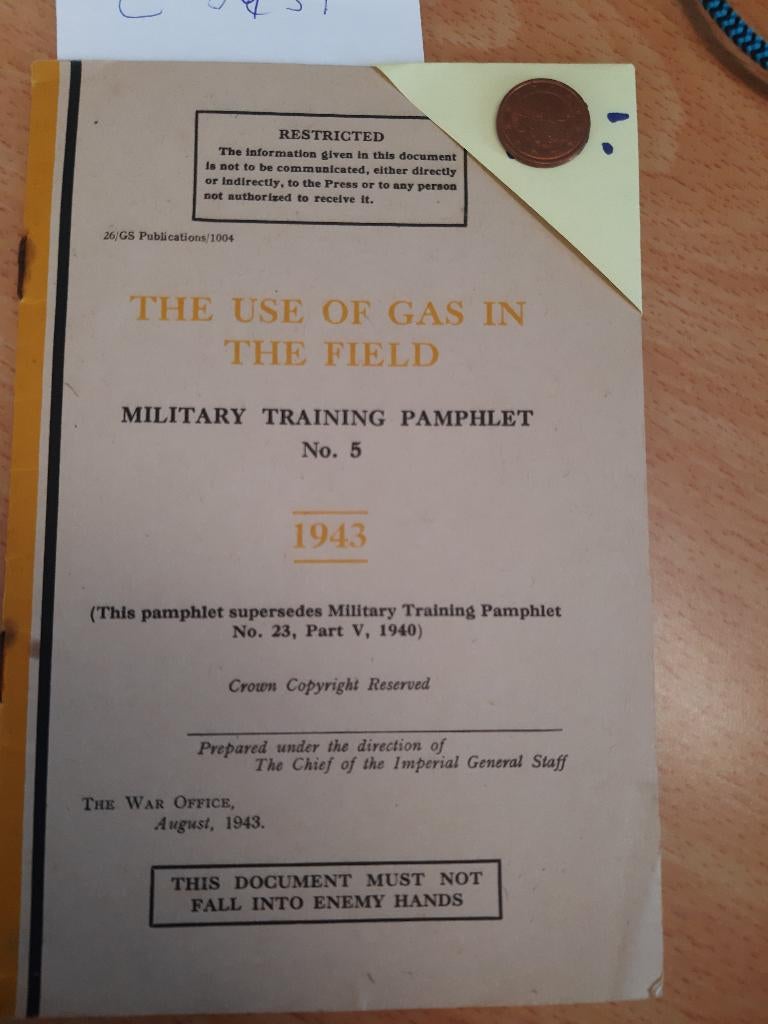 RESTRICTED
The information given in this document
is not to be communicated, either directly
or indirectly, to the Press or to any person
not authorized to receive it.
26/GS Publications/1004
THE USE OF GAS IN
THE FIELD
MILITARY TRAINING PAMPHLET
No. 5
1943
(This pamphlet supersedes Military Training Pamphlet
No. 23, Part V, 1940)
Crown Copyright Reserved
Prepared under the direction of
The Chief of the Imperial General Staff
THE WAR OFFICE,
August, 1943.
THIS DOCUMENT MUST NOT
FALL INTO ENEMY HANDS